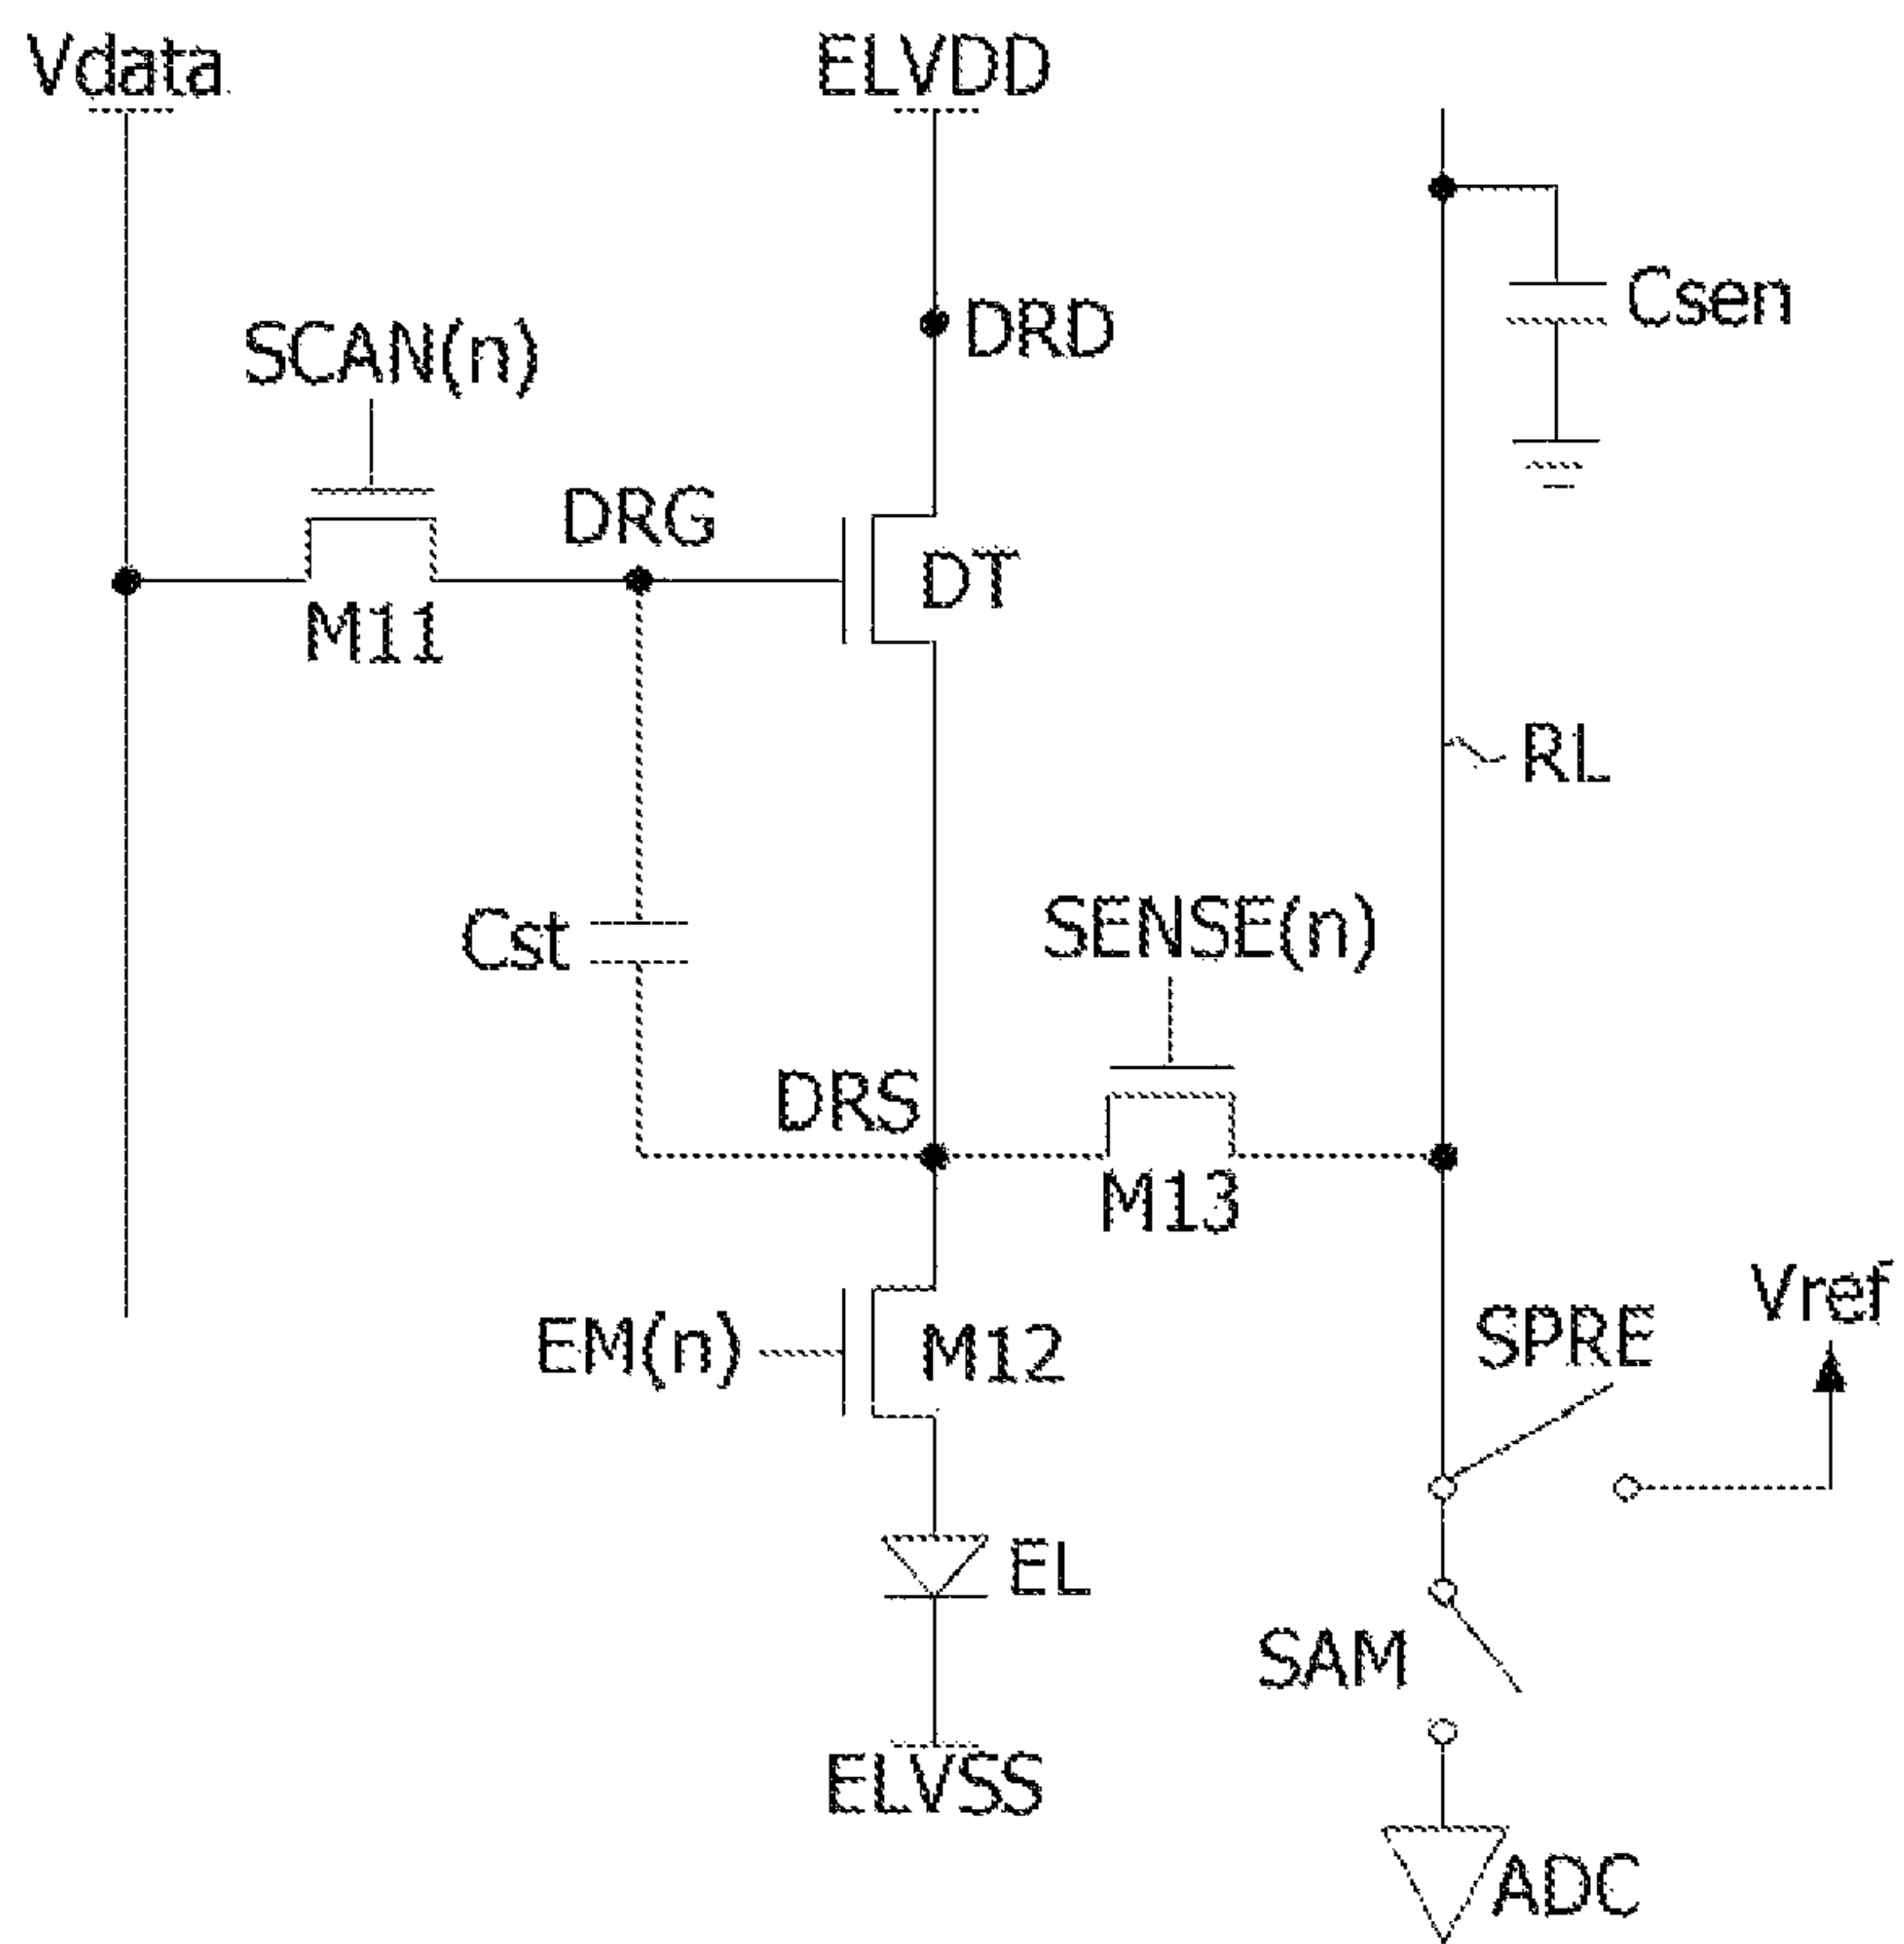 Vdata
ELVDD
Csen
DRD
SCAN(n)
DRG
DT
M11
RL
Cst
SENSE(n)
DRS
M13
Vref
SPRE
EM(n)
M12
EL
SAM
ELVSS
ADC